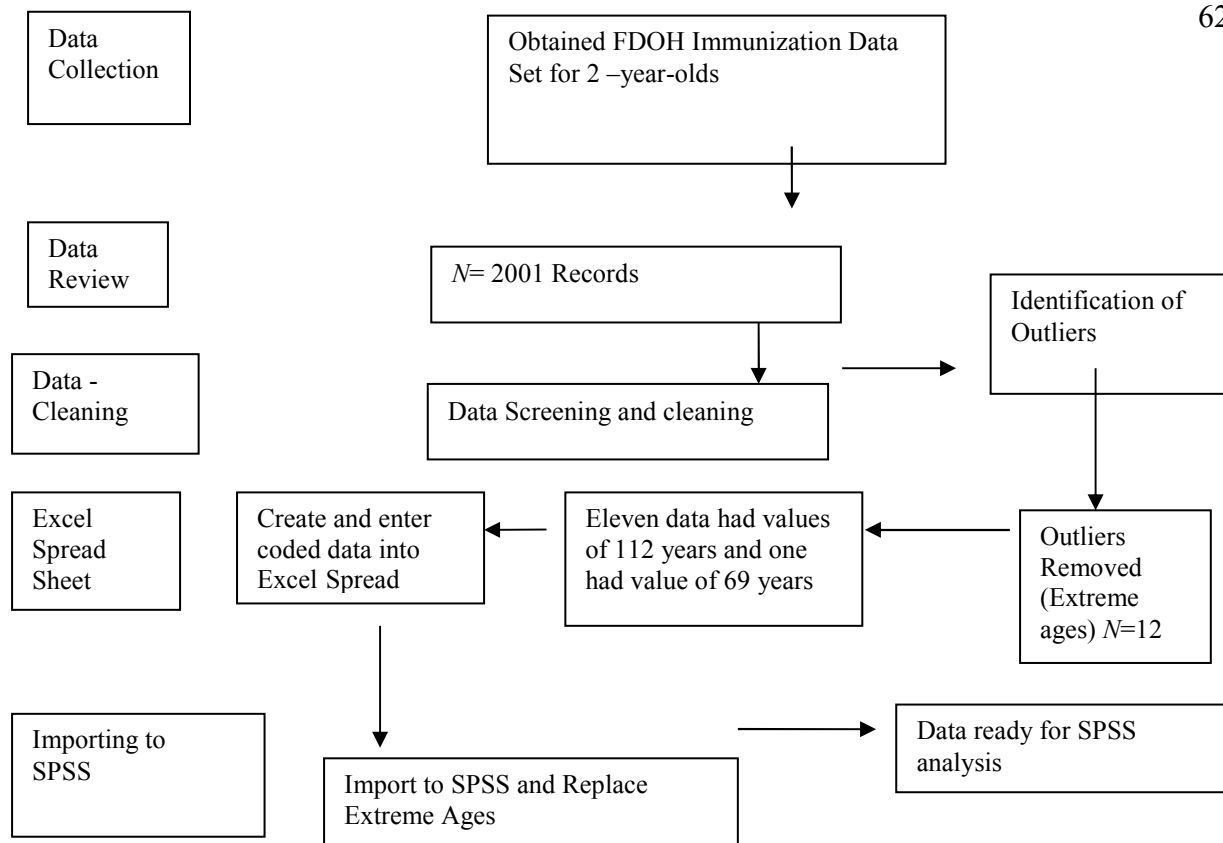 62
Data
Collection
Obtained FDOH Immunization Data
Set for 2 –year-olds
Data
Review
N= 2001 Records
Identification of
Outliers
Data -
Cleaning
Data Screening and cleaning
Excel
Spread
Sheet
Create and enter
coded data into
Excel Spread
Eleven data had values
of 112 years and one
had value of 69 years
Outliers
Removed
(Extreme
ages) N=12
Importing to
SPSS
Import to SPSS and Replace
Extreme Ages
Data ready for SPSS
analysis